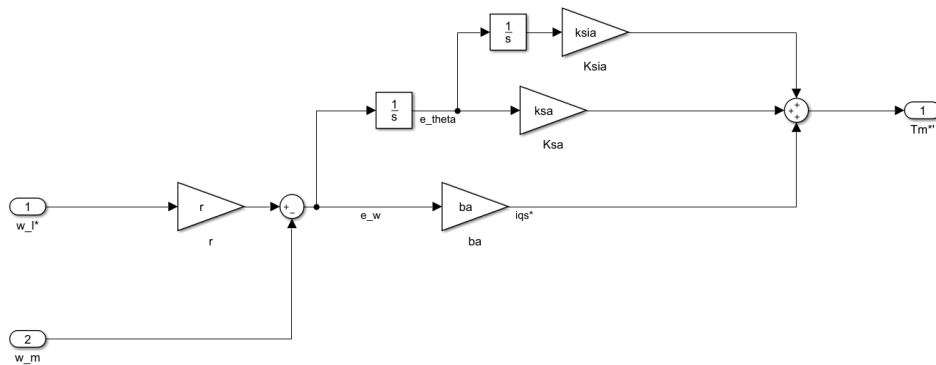 1
s
ksia
Ksia
1
s
e_theta
ksa
Ksa
+
+
+
1
Tm*'
1
w_l*
r
r
+
−
e_w
ba
ba
iqs*
2
w_m